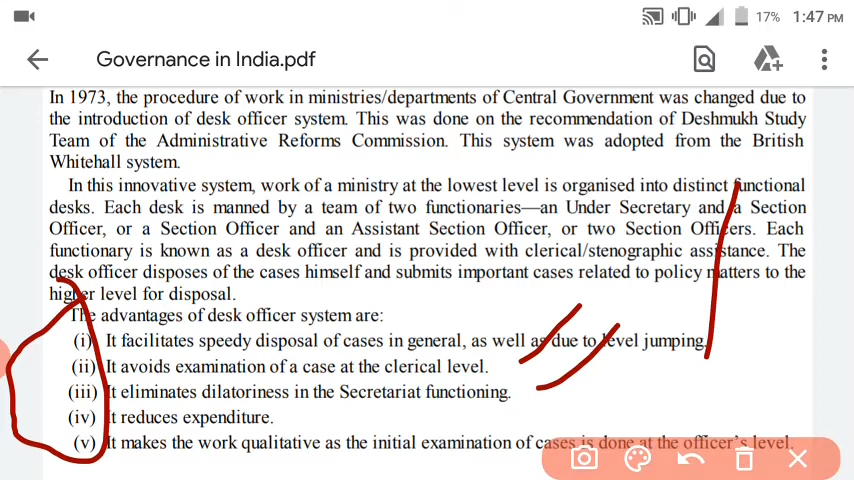 17% 1:47 PM
Governance in India.pdf
In 1973, the procedure of work in ministries/departments of Central Government was changed due to
the introduction of desk officer system. This was done on the recommendation of Deshmukh Study
Team of the Administrative Reforms Commission. This system was adopted from the British
Whitehall system.
In this innovative system, work of a ministry at the lowest level is organised into distinct functional
desks. Each desk is manned by a team of two functionaries—an Under Secretary and a Section
Officer, or a Section Officer and an Assistant Section Officer, or two Section Officers. Each
functionary is known as a desk officer and is provided with clerical/stenographic assistance. The
desk officer disposes of the cases himself and submits important cases related to policy matters to the
higher level for disposal.
The advantages of desk officer system are:
(i) It facilitates speedy disposal of cases in general, as well as due to level jumping.
(ii) It avoids examination of a case at the clerical level.
(iii) It eliminates dilatoriness in the Secretariat functioning.
(iv) It reduces expenditure.
(v) It makes the work qualitative as the initial examination of cases is done at the officer's level.